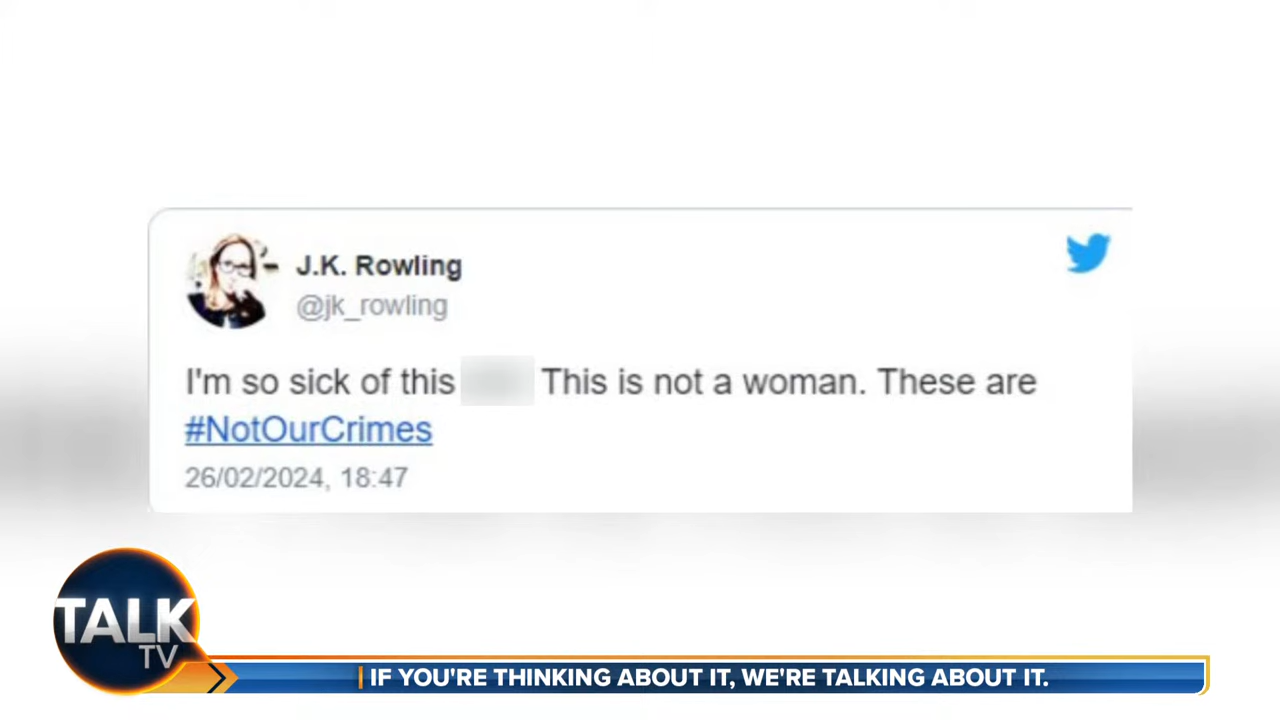 J.K. Rowling
@jk_rowling
I'm so sick of this This is not a woman. These are
#NotOurCrimes
26/02/2024, 18:47
TALK
TV
IF YOU'RE THINKING ABOUT IT, WE'RE TALKING ABOUT IT.